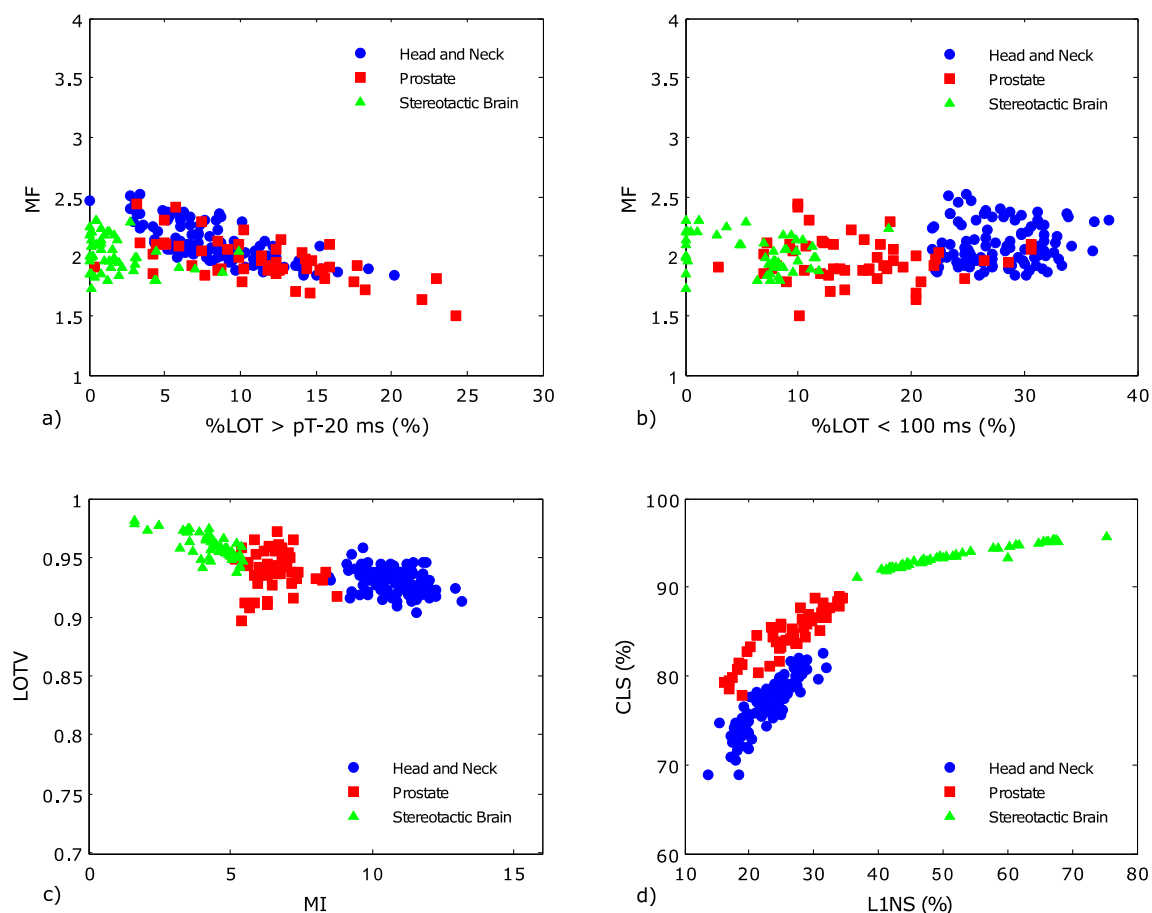 4
3.5
3
2.5
2
1.5
1
MF
Head and Neck
Prostate
Stereotactic Brain
0 5 10 15 20 25 30
a)
%LOT > pT-20 ms (%)
4
3.5
3
2.5
2
1.5
1
MF
Head and Neck
Prostate
Stereotactic Brain
0 10 20 30 40
b)
%LOT < 100 ms (%)
1
0.95
0.9
0.85
0.8
0.75
0.7
LOTV
Head and Neck
Prostate
Stereotactic Brain
0 5 10 15
c)
MI
100
90
80
70
60
CLS (%)
Head and Neck
Prostate
Stereotactic Brain
10 20 30 40 50 60 70 80
d)
L1NS (%)